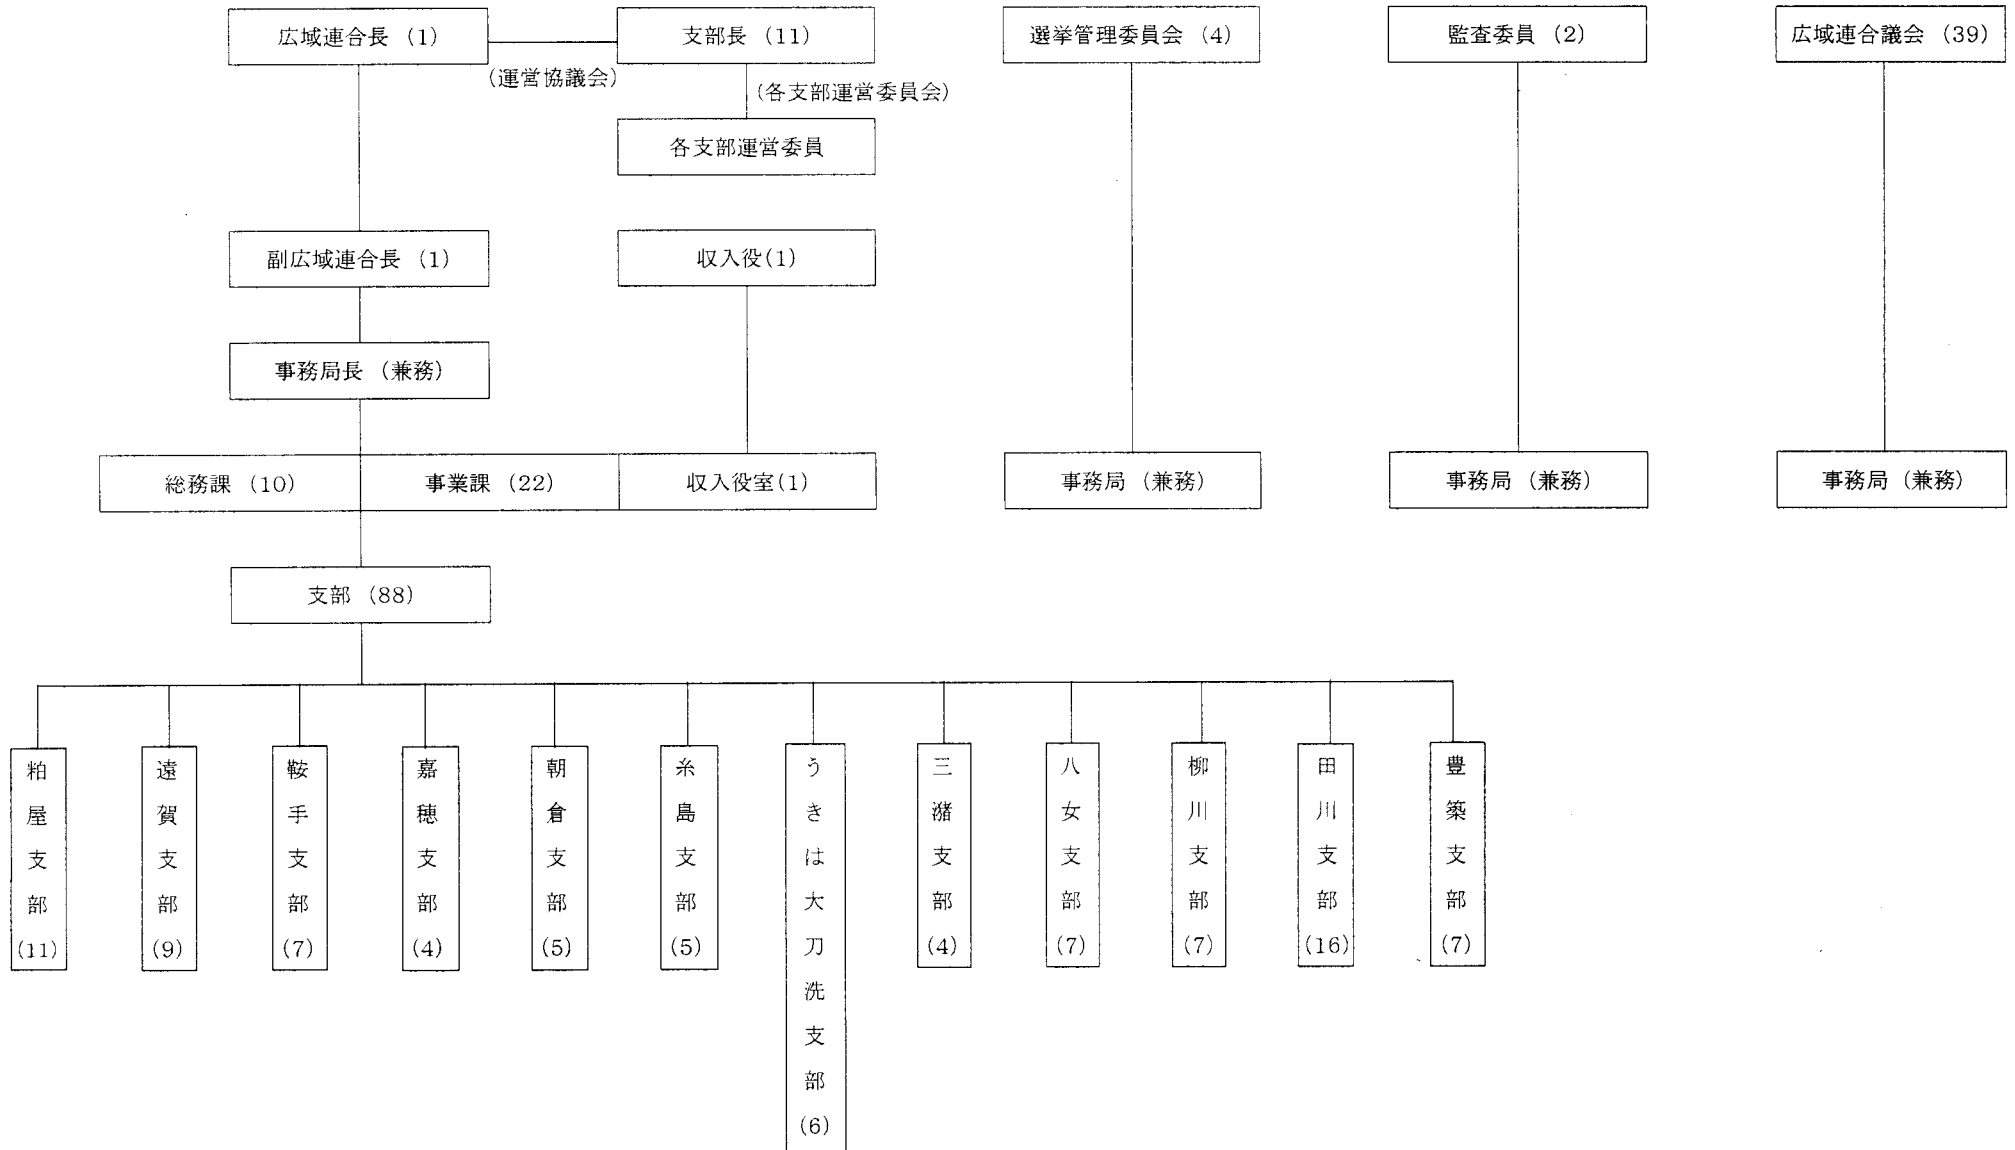 広域連合長 (1)
支部長 (11)
選挙管理委員会 (4)
監査委員 (2)
広域連合議会 (39)
(運営協議会)
(各支部運営委員会)
各支部運営委員
副広域連合長 (1)
収入役(1)
事務局長 (兼務)
総務課 (10)
事業課 (22)
収入役室(1)
事務局 (兼務)
事務局 (兼務)
事務局 (兼務)
支部 (88)
粕屋支部(11)
遠賀支部(9)
鞍手支部(7)
嘉穂支部(4)
朝倉支部(5)
糸島支部(5)
うきは大刀洗支部(6)
三潴支部(4)
八女支部(7)
柳川支部(7)
田川支部(16)
豊築支部(7)